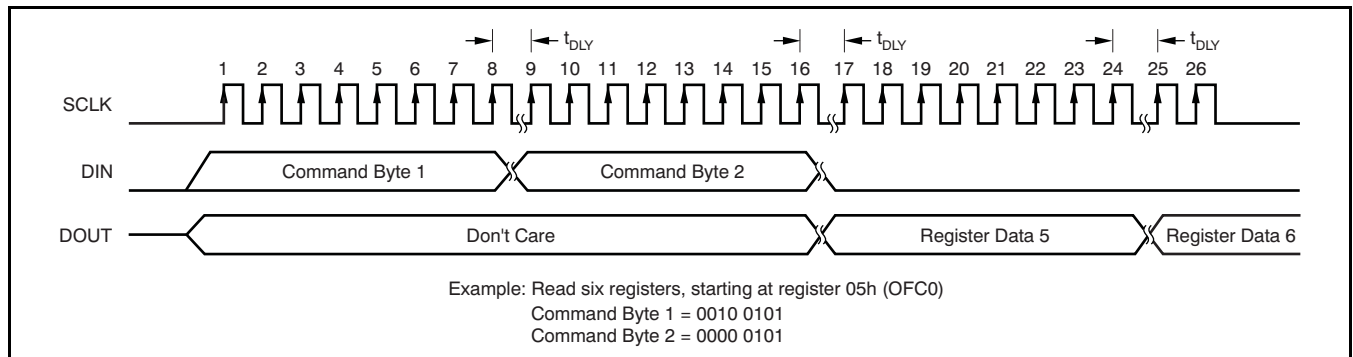 t_DLY t_DLY t_DLY
1 2 3 4 5 6 7 8 9 10 11 12 13 14 15 16 17 18 19 20 21 22 23 24 25 26
SCLK
DIN Command Byte 1 Command Byte 2
DOUT Don't Care Register Data 5 Register Data 6
Example: Read six registers, starting at register 05h (OFC0)
Command Byte 1 = 0010 0101
Command Byte 2 = 0000 0101